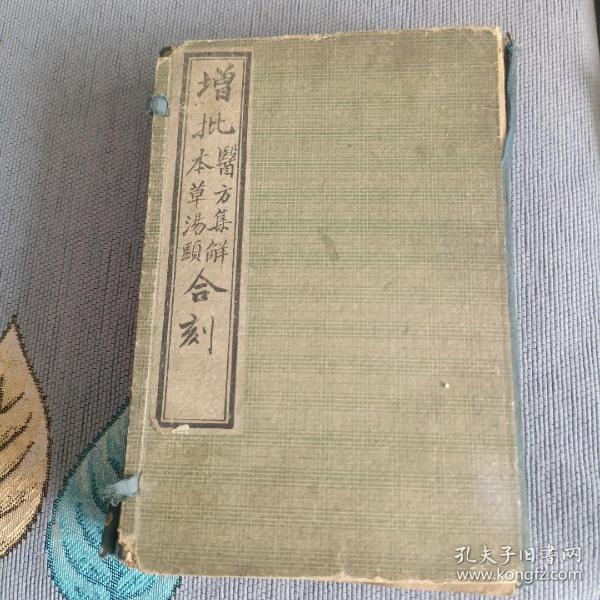 增批
醫方集解
本草湯頭
合刻
孔夫子旧书网
www.kongfz.com